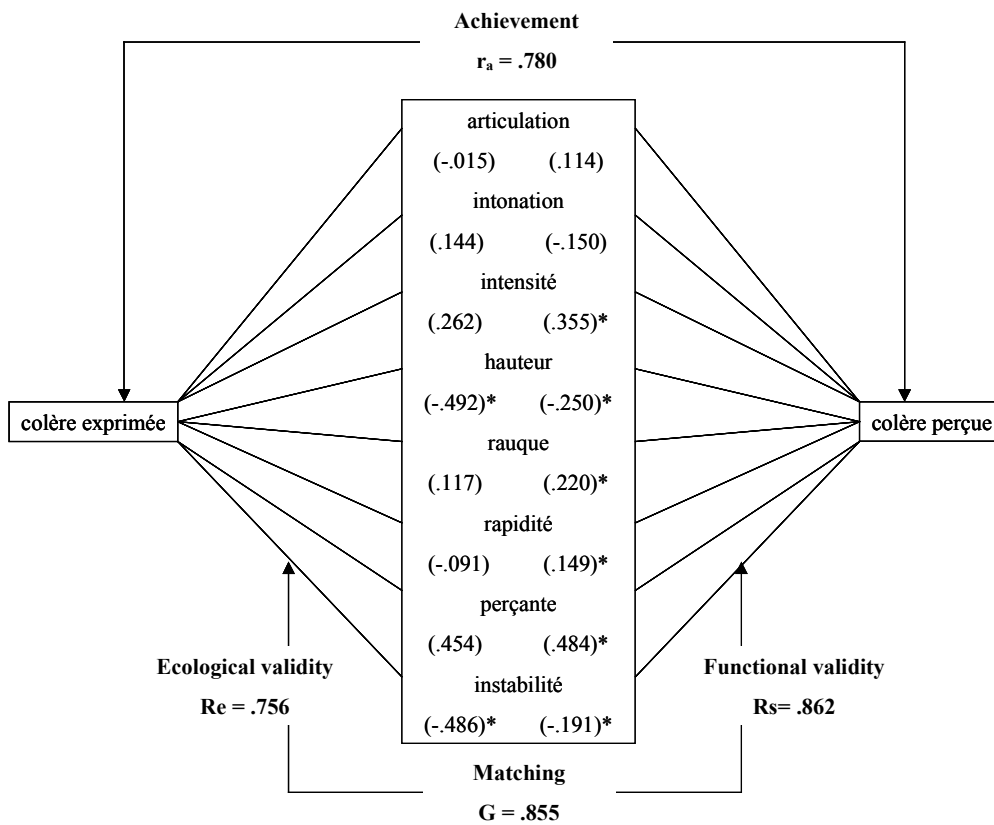 Achievement
rₐ = .780
articulation
(-.015) (.114)
intonation
(.144) (-.150)
intensité
(.262) (.355)*
hauteur
(-.492)* (-.250)*
colère exprimée
colère perçue
rauque
(.117) (.220)*
rapidité
(-.091) (.149)*
perçante
(.454) (.484)*
Ecological validity
Re = .756
Functional validity
Rs= .862
instabilité
(-.486)* (-.191)*
Matching
G = .855